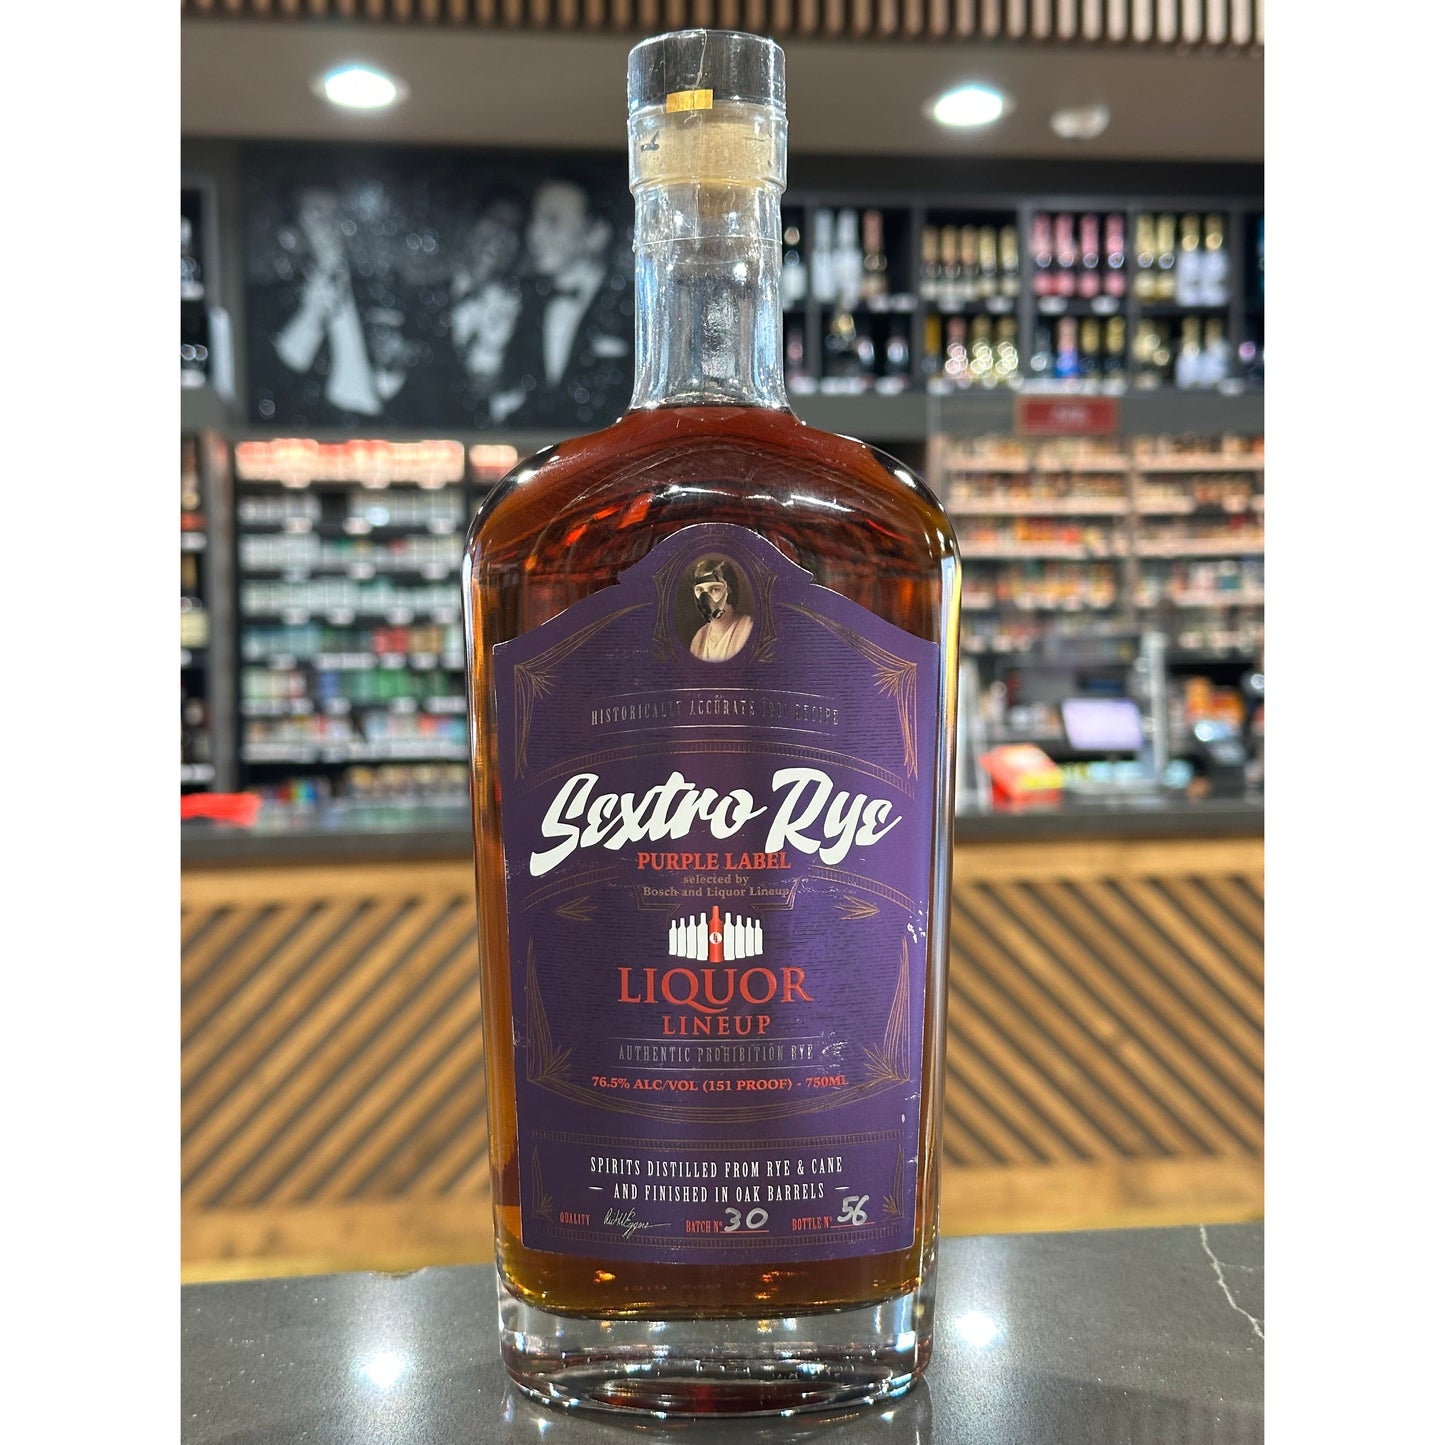 HISTORICALLY ACCURATE 1921 RECIPE
Sextro Rye
PURPLE LABEL
selected by
Bosch and Liquor Lineup
LIQUOR
LINEUP
AUTHENTIC PROHIBITION RYE
76.5% ALC/VOL (151 PROOF) - 750ML
SPIRITS DISTILLED FROM RYE & CANE
AND FINISHED IN OAK BARRELS
QUALITY BATCH Nº 30 BOTTLE Nº 56